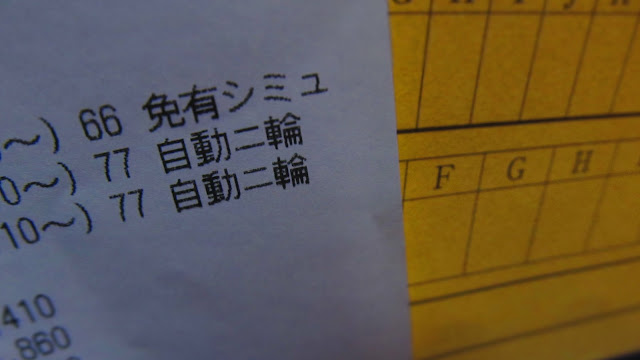 ~) 66 免有シミュ
0~) 77 自動二輪
10~) 77 自動二輪
410
860
F G H